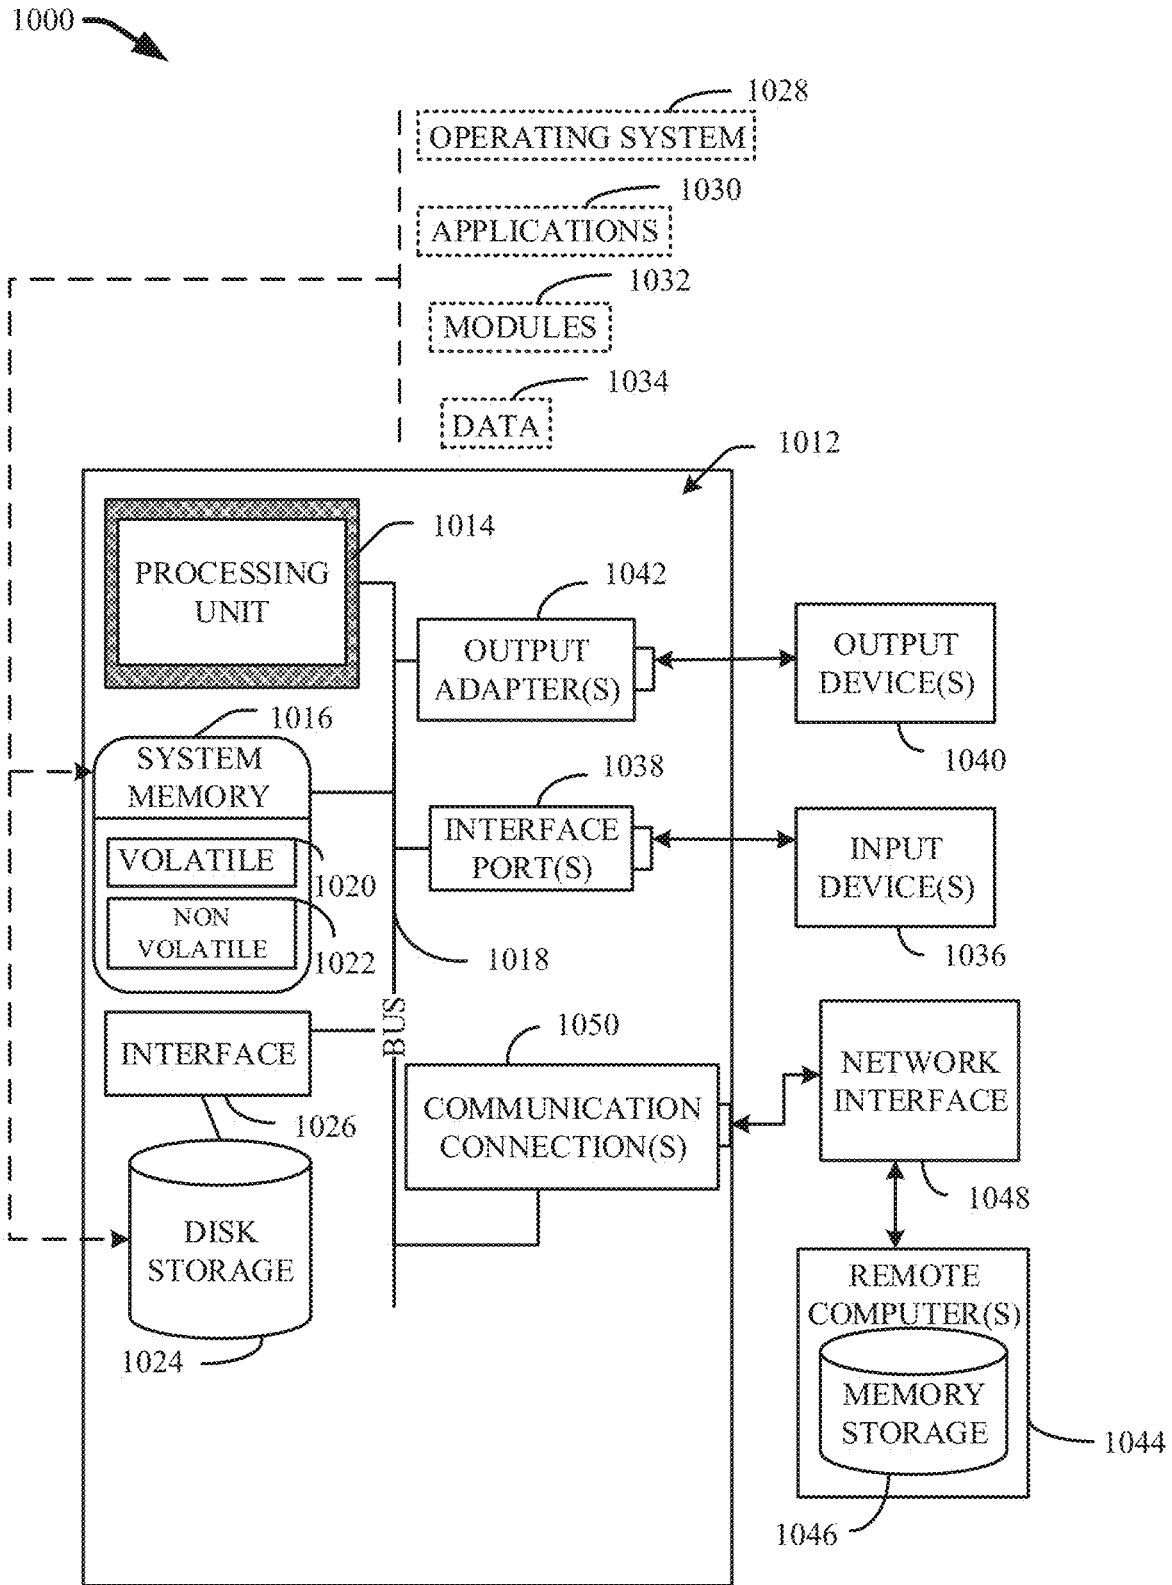 1000
1028
OPERATING SYSTEM
1030
APPLICATIONS
1032
MODULES
1034
DATA
1012
1014
PROCESSING
UNIT
1042
OUTPUT
ADAPTER(S)
OUTPUT
DEVICE(S)
1040
1016
SYSTEM
MEMORY
1038
INTERFACE
PORT(S)
INPUT
DEVICE(S)
1036
VOLATILE
1020
NON
VOLATILE
1022
1018
BUS
INTERFACE
1026
1050
COMMUNICATION
CONNECTION(S)
NETWORK
INTERFACE
1048
DISK
STORAGE
1024
REMOTE
COMPUTER(S)
MEMORY
STORAGE
1044
1046